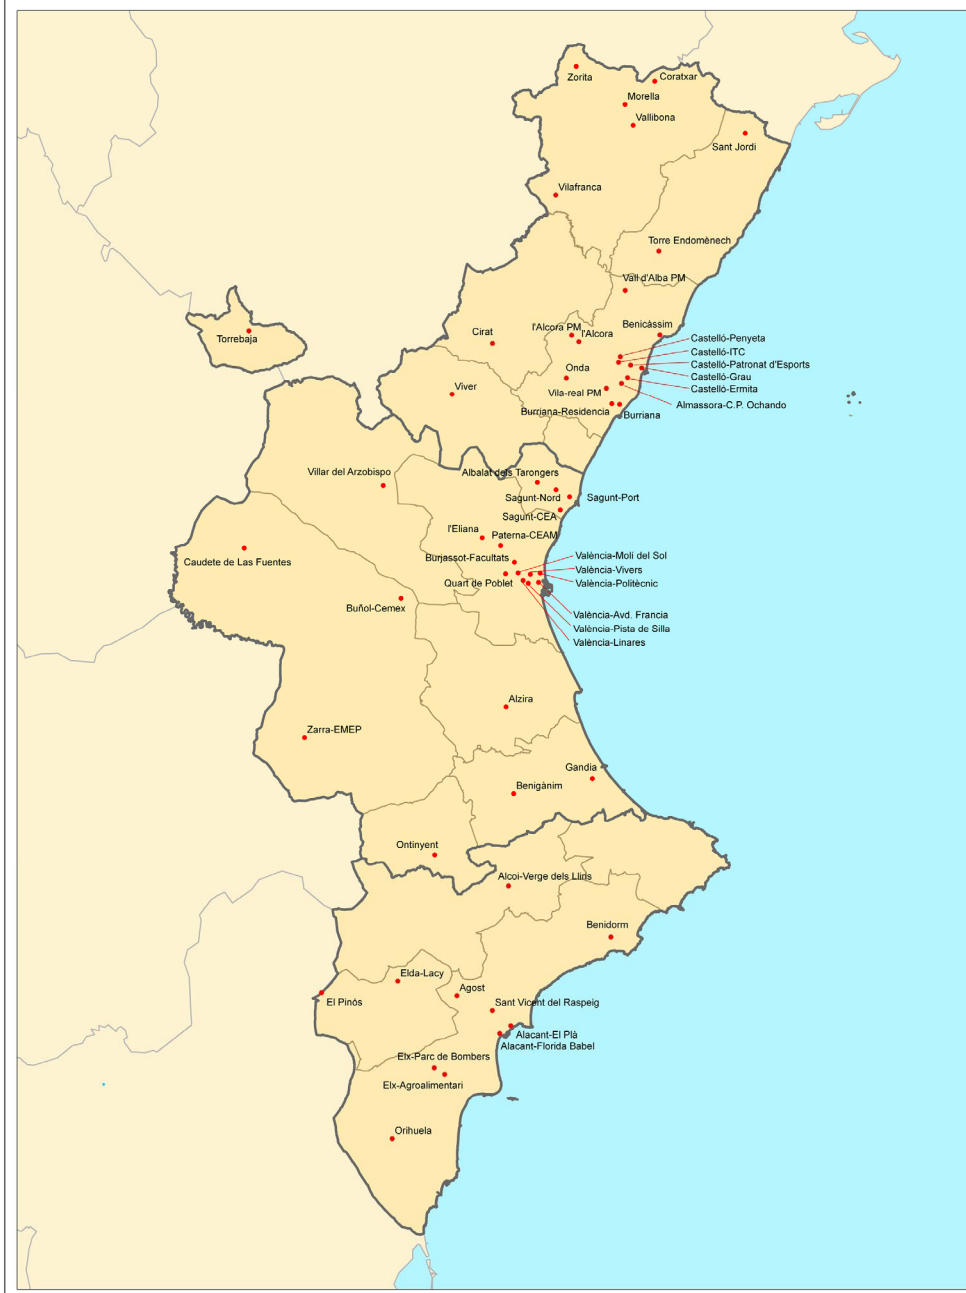 Zorita
Coratxar
Morella
Vallibona
Sant Jordi
Vilafranca
Torre Endomènech
Vall d'Alba PM
l'Alcora PM
Benicàssim
Cirat
l'Alcora
Torrebaja
Castelló-Penyeta
Castelló-ITC
Castelló-Patronat d'Esports
Onda
Castelló-Grau
Viver
Castelló-Ermita
Vila-real PM
Almassora-C.P. Ochando
Burriana-Residencia
Burriana
Villar del Arzobispo
Albalat dels Tarongers
Sagunt-Nord
Sagunt-Port
Sagunt-CEA
l'Eliana
Paterna-CEAM
Burjassot-Facultats
València-Molí del Sol
Caudete de Las Fuentes
València-Vivers
Quart de Poblet
València-Politècnic
Buñol-Cemex
València-Avd. Francia
València-Pista de Silla
València-Linares
Alzira
Zarra-EMEP
Gandia
Benigànim
Ontinyent
Alcoi-Verge dels Lliris
Benidorm
Elda-Lacy
Agost
El Pinós
Sant Vicent del Raspeig
Alacant-El Plà
Alacant-Florida Babel
Elx-Parc de Bombers
Elx-Agroalimentari
Orihuela